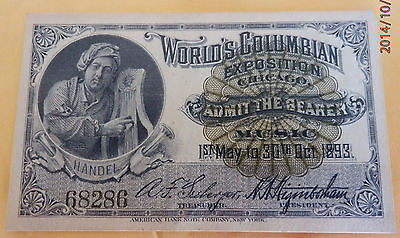 WORLD'S COLUMBIAN
EXPOSITION
CHICAGO
ADMIT THE BEARER
MUSIC
1ST May to 30TH Oct. 1893.
HANDEL
68286
TREASURER.
PRESIDENT
AMERICAN BANK NOTE COMPANY, NEW YORK.
2014/10/